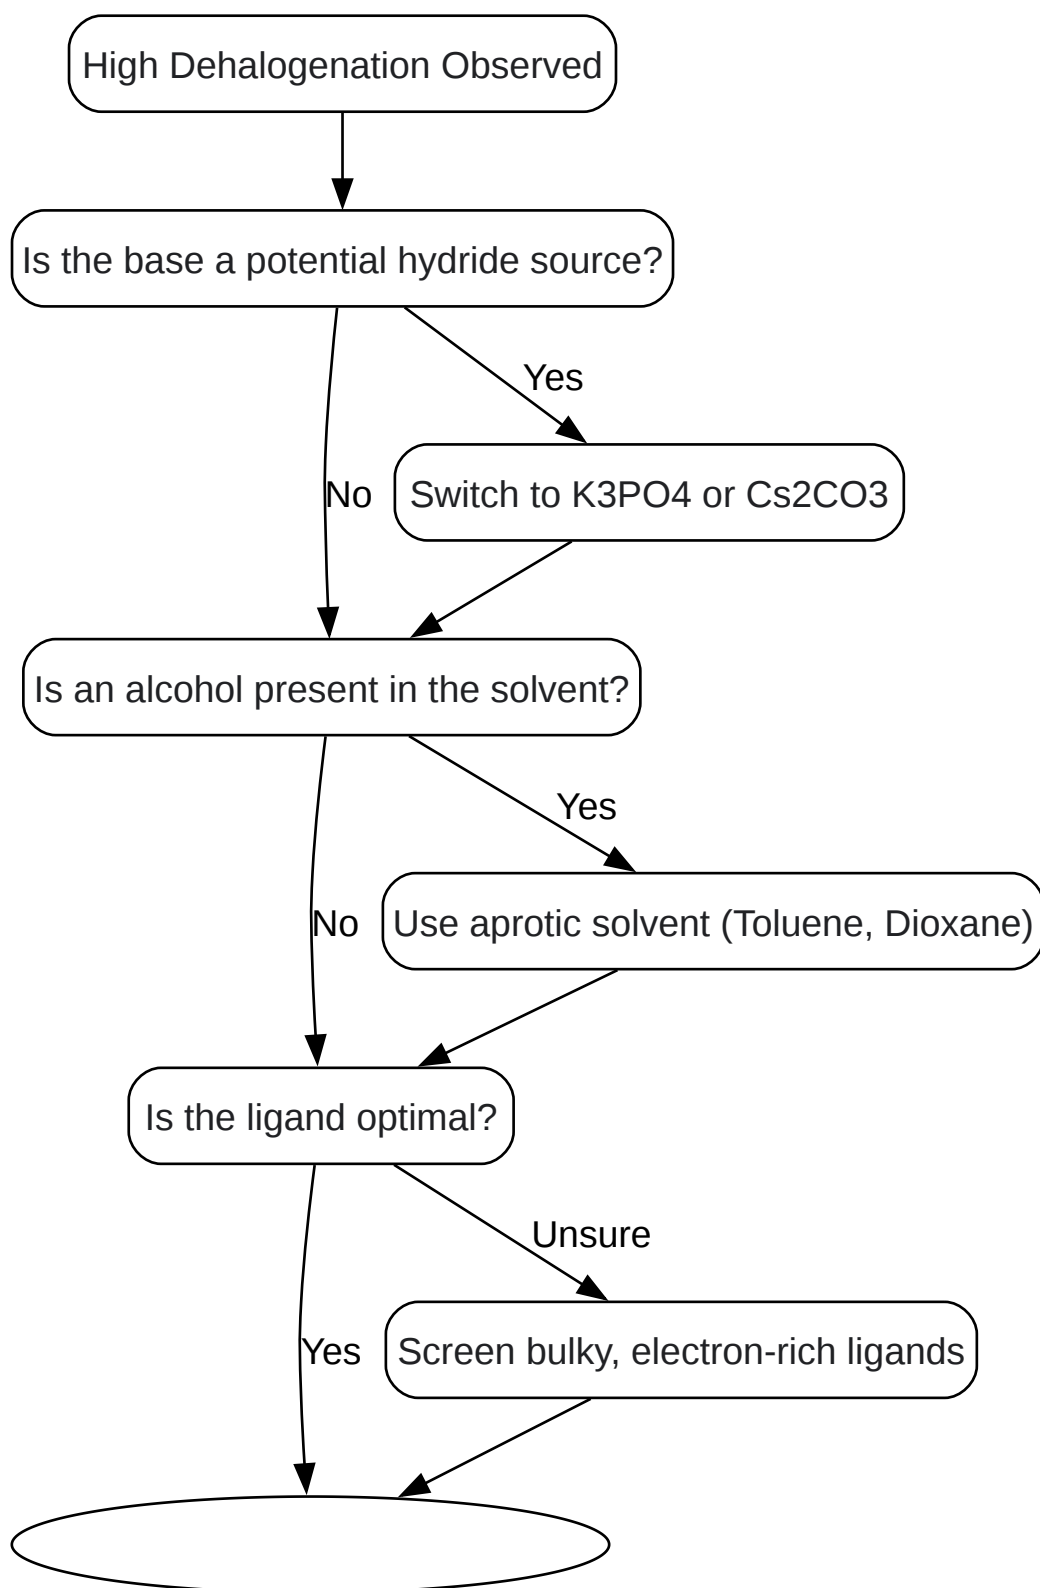 High Dehalogenation Observed
Is the base a potential hydride source?
Yes
No
Switch to K3PO4 or Cs2CO3
Is an alcohol present in the solvent?
Yes
No
Use aprotic solvent (Toluene, Dioxane)
Is the ligand optimal?
Unsure
Yes
Screen bulky, electron-rich ligands